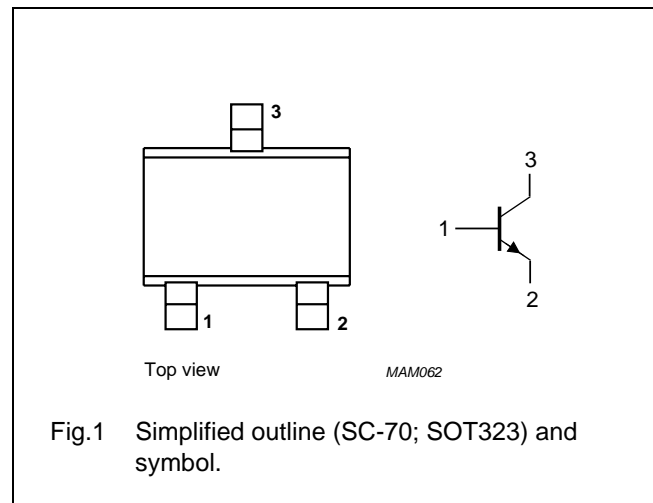 3
3
1
2
1
2
Top view
MAM062
Fig.1 Simplified outline (SC-70; SOT323) and
symbol.